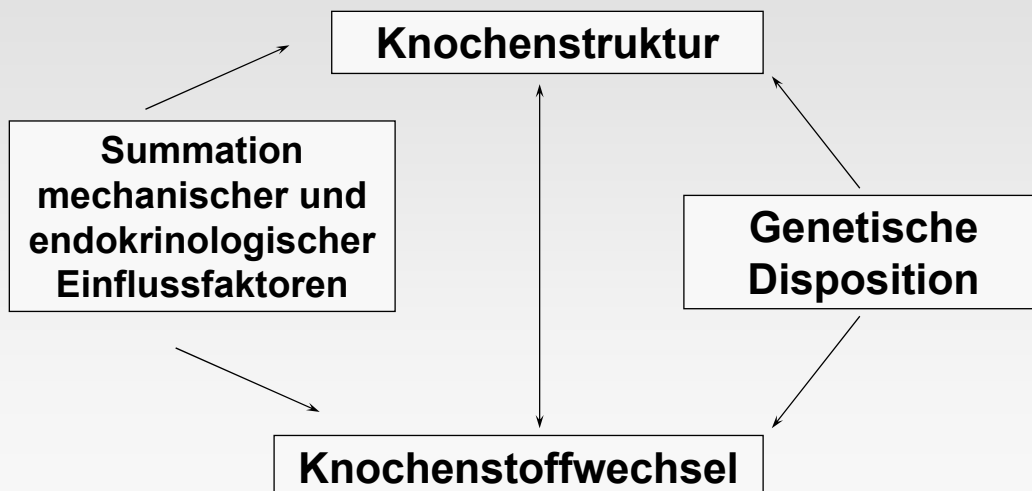 Knochenstruktur
Summation
mechanischer und
endokrinologischer
Einflussfaktoren
Genetische
Disposition
Knochenstoffwechsel